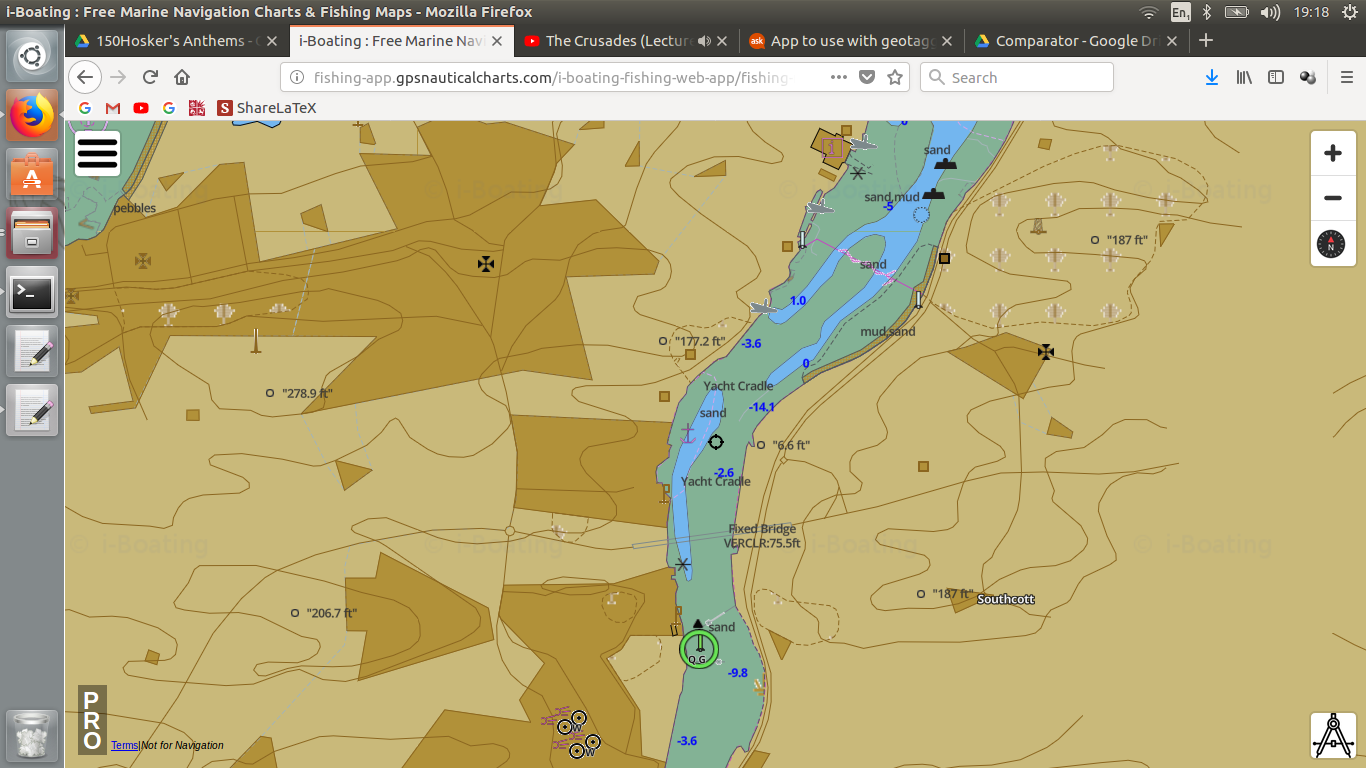 i-Boating : Free Marine Navigation Charts & Fishing Maps - Mozilla Firefox
En1
19:18
150Hosker's Anthems - G
i-Boating : Free Marine Navi
The Crusades (Lectur
ask
App to use with geotagg
Comparator - Google Dri
fishing-app.gpsnauticalcharts.com/i-boating-fishing-web-app/fishing-
Search
S ShareLaTeX
0
sand
© i-Boating
© i-Boating
© i-Boating
sand,mud
-5
pebbles
"187 ft"
sand
1.0
mud,sand
"177.2 ft"
-3.6
0
Yacht Cradle
"278.9 ft"
-14.1
sand
"6.6 ft"
-2.6
Yacht Cradle
Fixed Bridge
VERCLR:75.5ft
© i-Boating
© i-Boating
© i-Boating
© i-Boating
"187 ft"
Southcott
"206.7 ft"
sand
Q.G
-9.8
PRO
W
-3.6
W
Terms|Not for Navigation
N